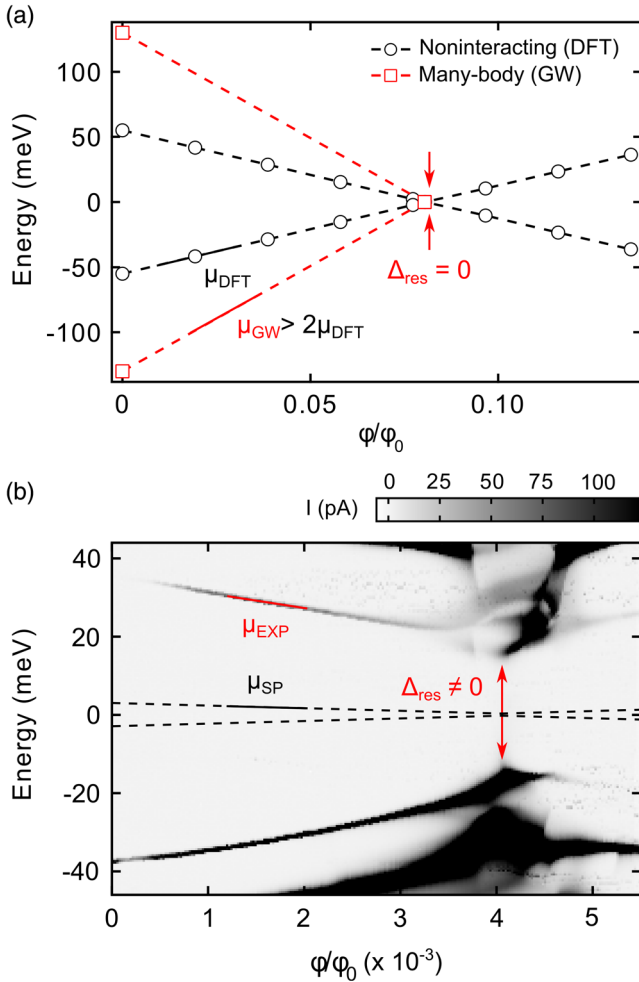 (a)
100
50
0
-50
-100
Energy (meV)
Noninteracting (DFT)
Many-body (GW)
Δres = 0
μDFT
μGW > 2μDFT
0
0.05
0.10
φ/φ0
(b)
I (pA)
0 25 50 75 100
40
20
0
-20
-40
Energy (meV)
μEXP
μSP
Δres ≠ 0
0 1 2 3 4 5
φ/φ0 (x 10-3)